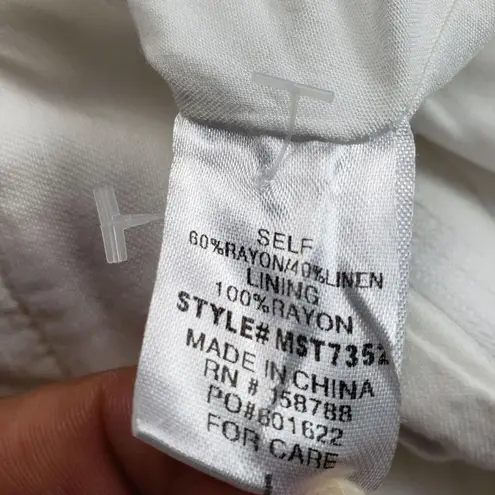 SELF
60%RAYON/40%LINEN
LINING
100%RAYON
STYLE# MST7352
MADE IN CHINA
RN # 158788
PO#601622
FOR CARE